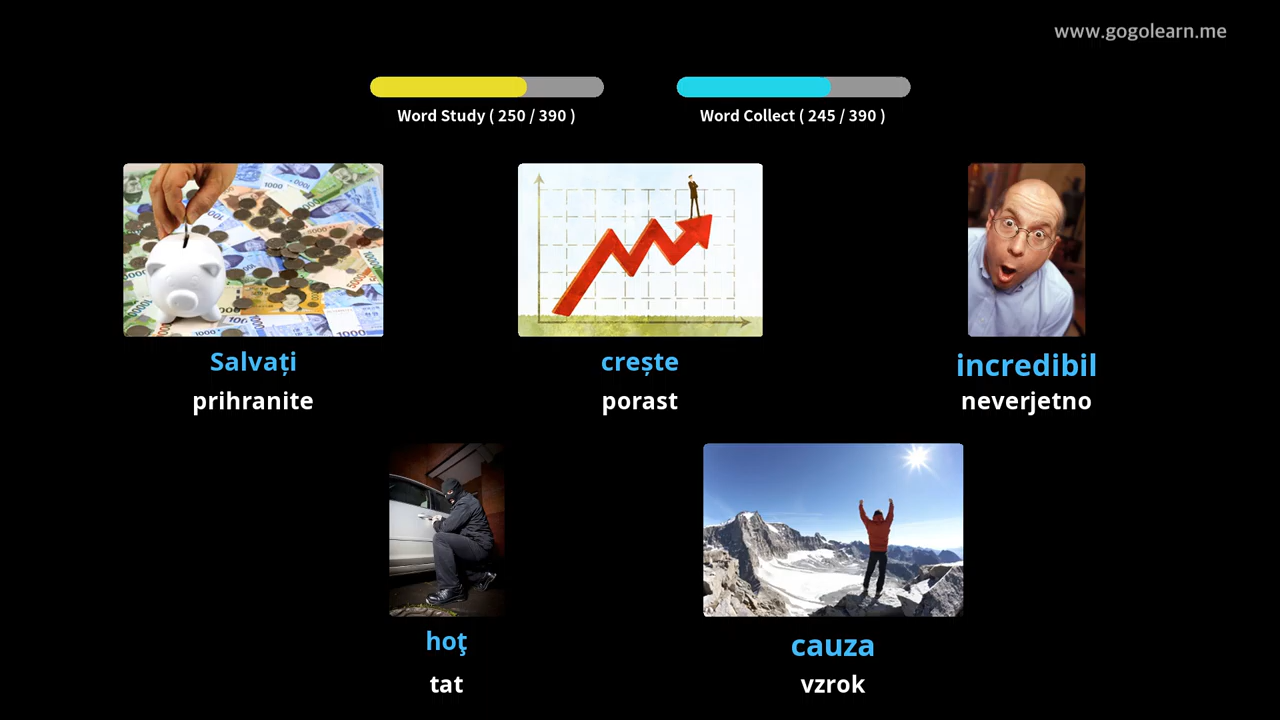 www.gogolearn.me
Word Study ( 250 / 390 )
Word Collect ( 245 / 390 )
Salvați
prihranite
crește
porast
incredibil
neverjetno
hoţ
tat
cauza
vzrok